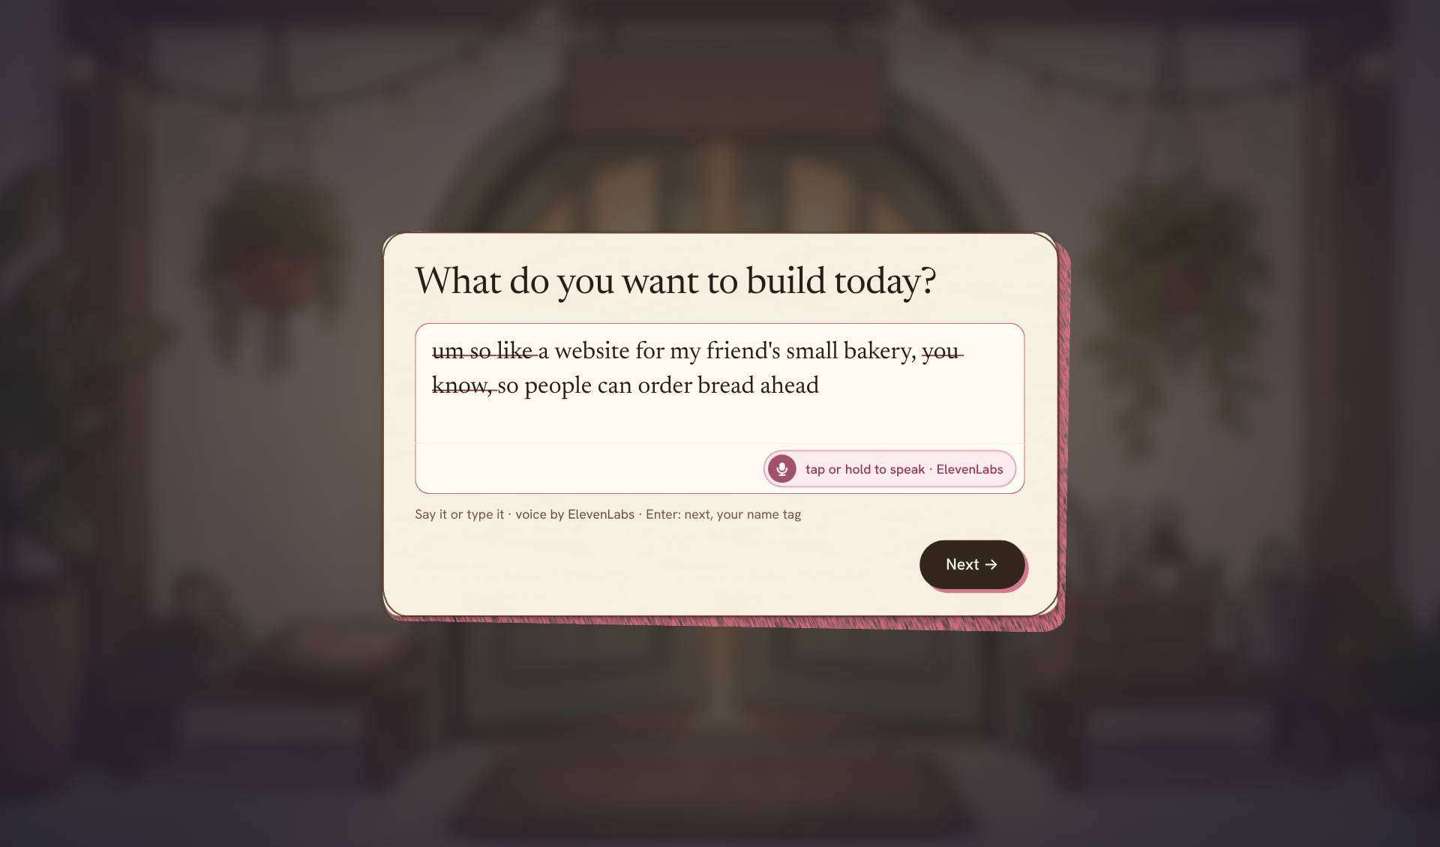 What do you want to build today?
um so like a website for my friend's small bakery, you
know, so people can order bread ahead
tap or hold to speak · ElevenLabs
Say it or type it · voice by ElevenLabs · Enter: next, your name tag
Next →